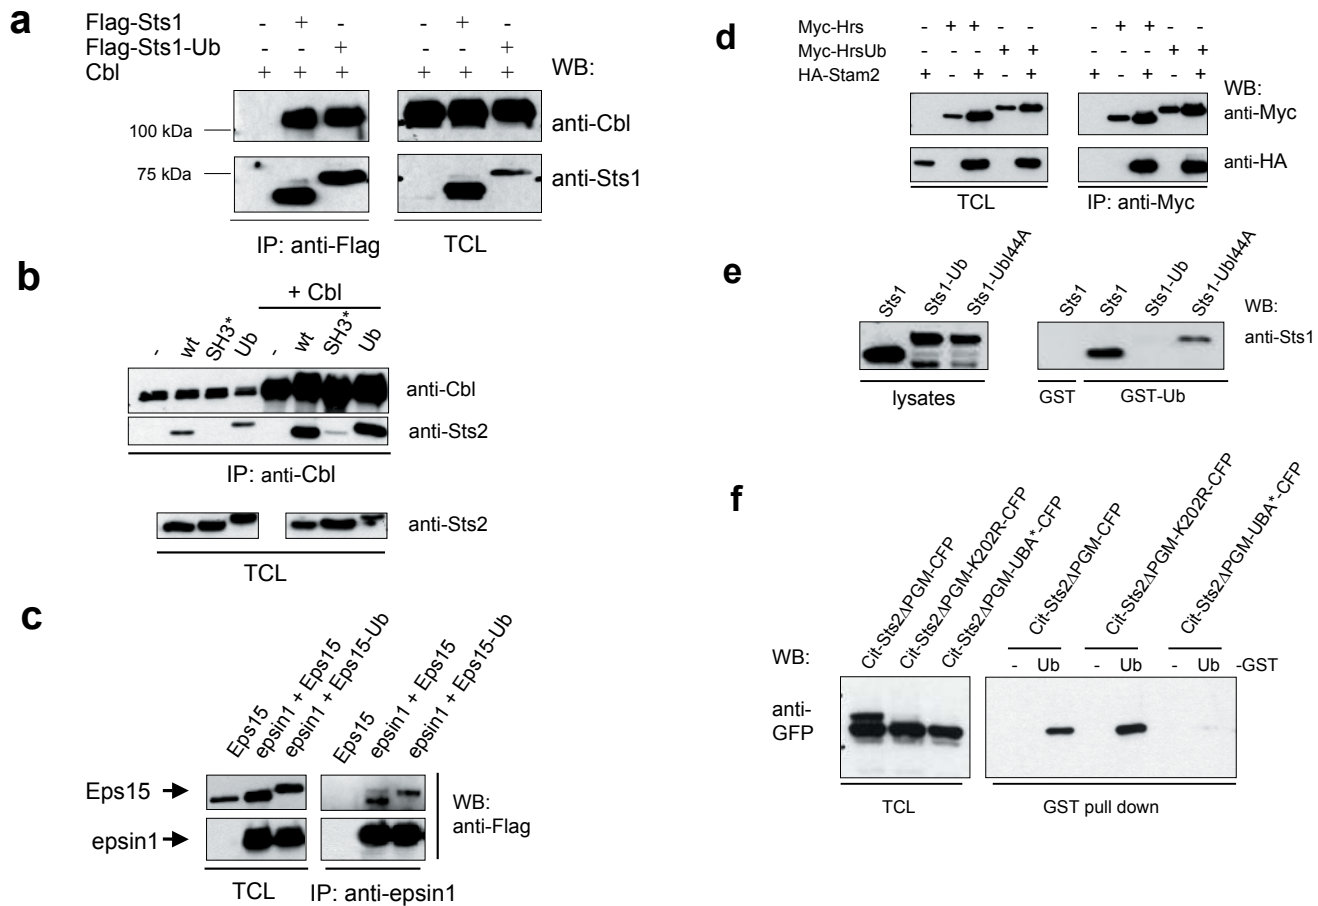 a
Flag-Sts1 - + - - + -
Flag-Sts1-Ub - - + - - +
Cbl + + + + + + WB:
100 kDa
anti-Cbl
75 kDa
anti-Sts1
IP: anti-Flag
TCL
b
+ Cbl
- wt SH3* Ub - wt SH3* Ub
anti-Cbl
anti-Sts2
IP: anti-Cbl
anti-Sts2
TCL
c
Eps15
epsin1 + Eps15
epsin1 + Eps15-Ub
Eps15
epsin1 + Eps15
epsin1 + Eps15-Ub
Eps15
epsin1
WB:
anti-Flag
TCL
IP: anti-epsin1
d
Myc-Hrs - + + - - - + + - -
Myc-HrsUb - - - + + - - - + +
HA-Stam2 + - + - + + - + - +
WB:
anti-Myc
anti-HA
TCL
IP: anti-Myc
e
Sts1
Sts1-Ub
Sts1-UbI44A
Sts1
Sts1
Sts1-Ub
Sts1-UbI44A
WB:
anti-Sts1
lysates
GST
GST-Ub
f
Cit-Sts2ΔPGM-CFP
Cit-Sts2ΔPGM-K202R-CFP
Cit-Sts2ΔPGM-UBA*-CFP
Cit-Sts2ΔPGM-CFP
Cit-Sts2ΔPGM-K202R-CFP
Cit-Sts2ΔPGM-UBA*-CFP
WB:
- Ub - Ub - Ub -GST
anti-
GFP
TCL
GST pull down